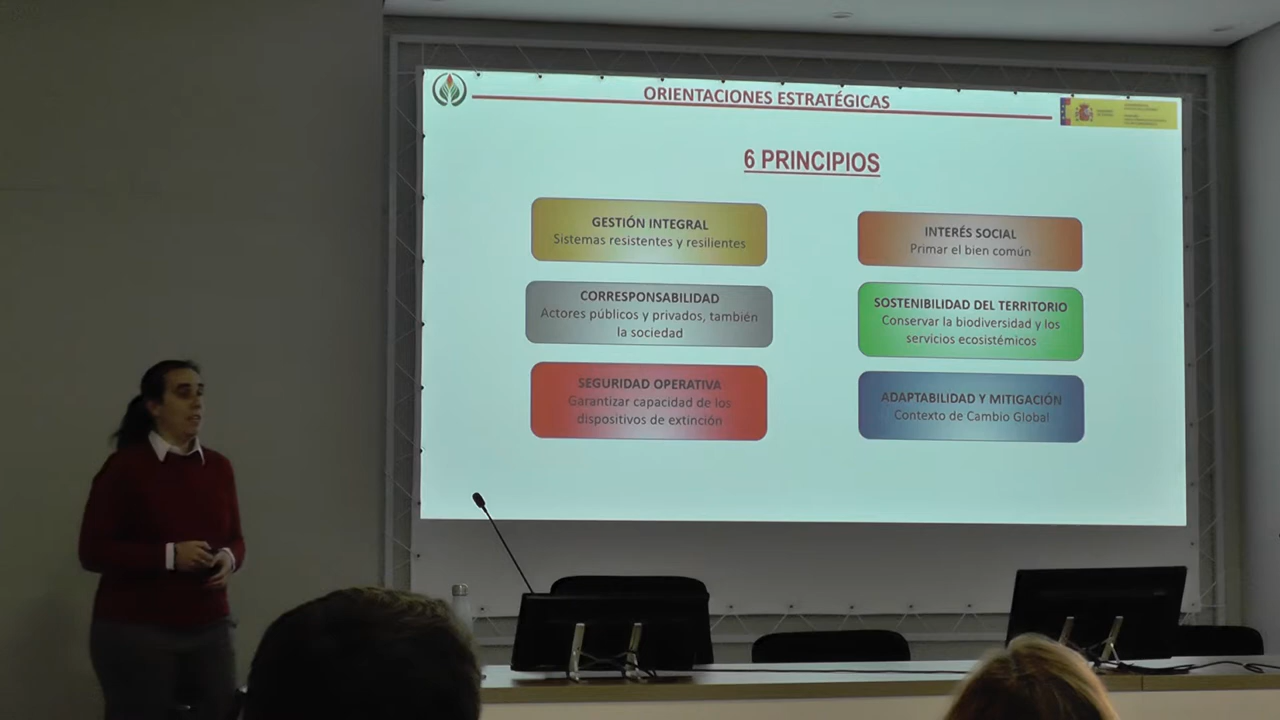 ORIENTACIONES ESTRATÉGICAS
6 PRINCIPIOS
GESTIÓN INTEGRAL
Sistemas resistentes y resilientes
INTERÉS SOCIAL
Primar el bien común
CORRESPONSABILIDAD
Actores públicos y privados, también
la sociedad
SOSTENIBILIDAD DEL TERRITORIO
Conservar la biodiversidad y los
servicios ecosistémicos
SEGURIDAD OPERATIVA
Garantizar capacidad de los
dispositivos de extinción
ADAPTABILIDAD Y MITIGACIÓN
Contexto de Cambio Global